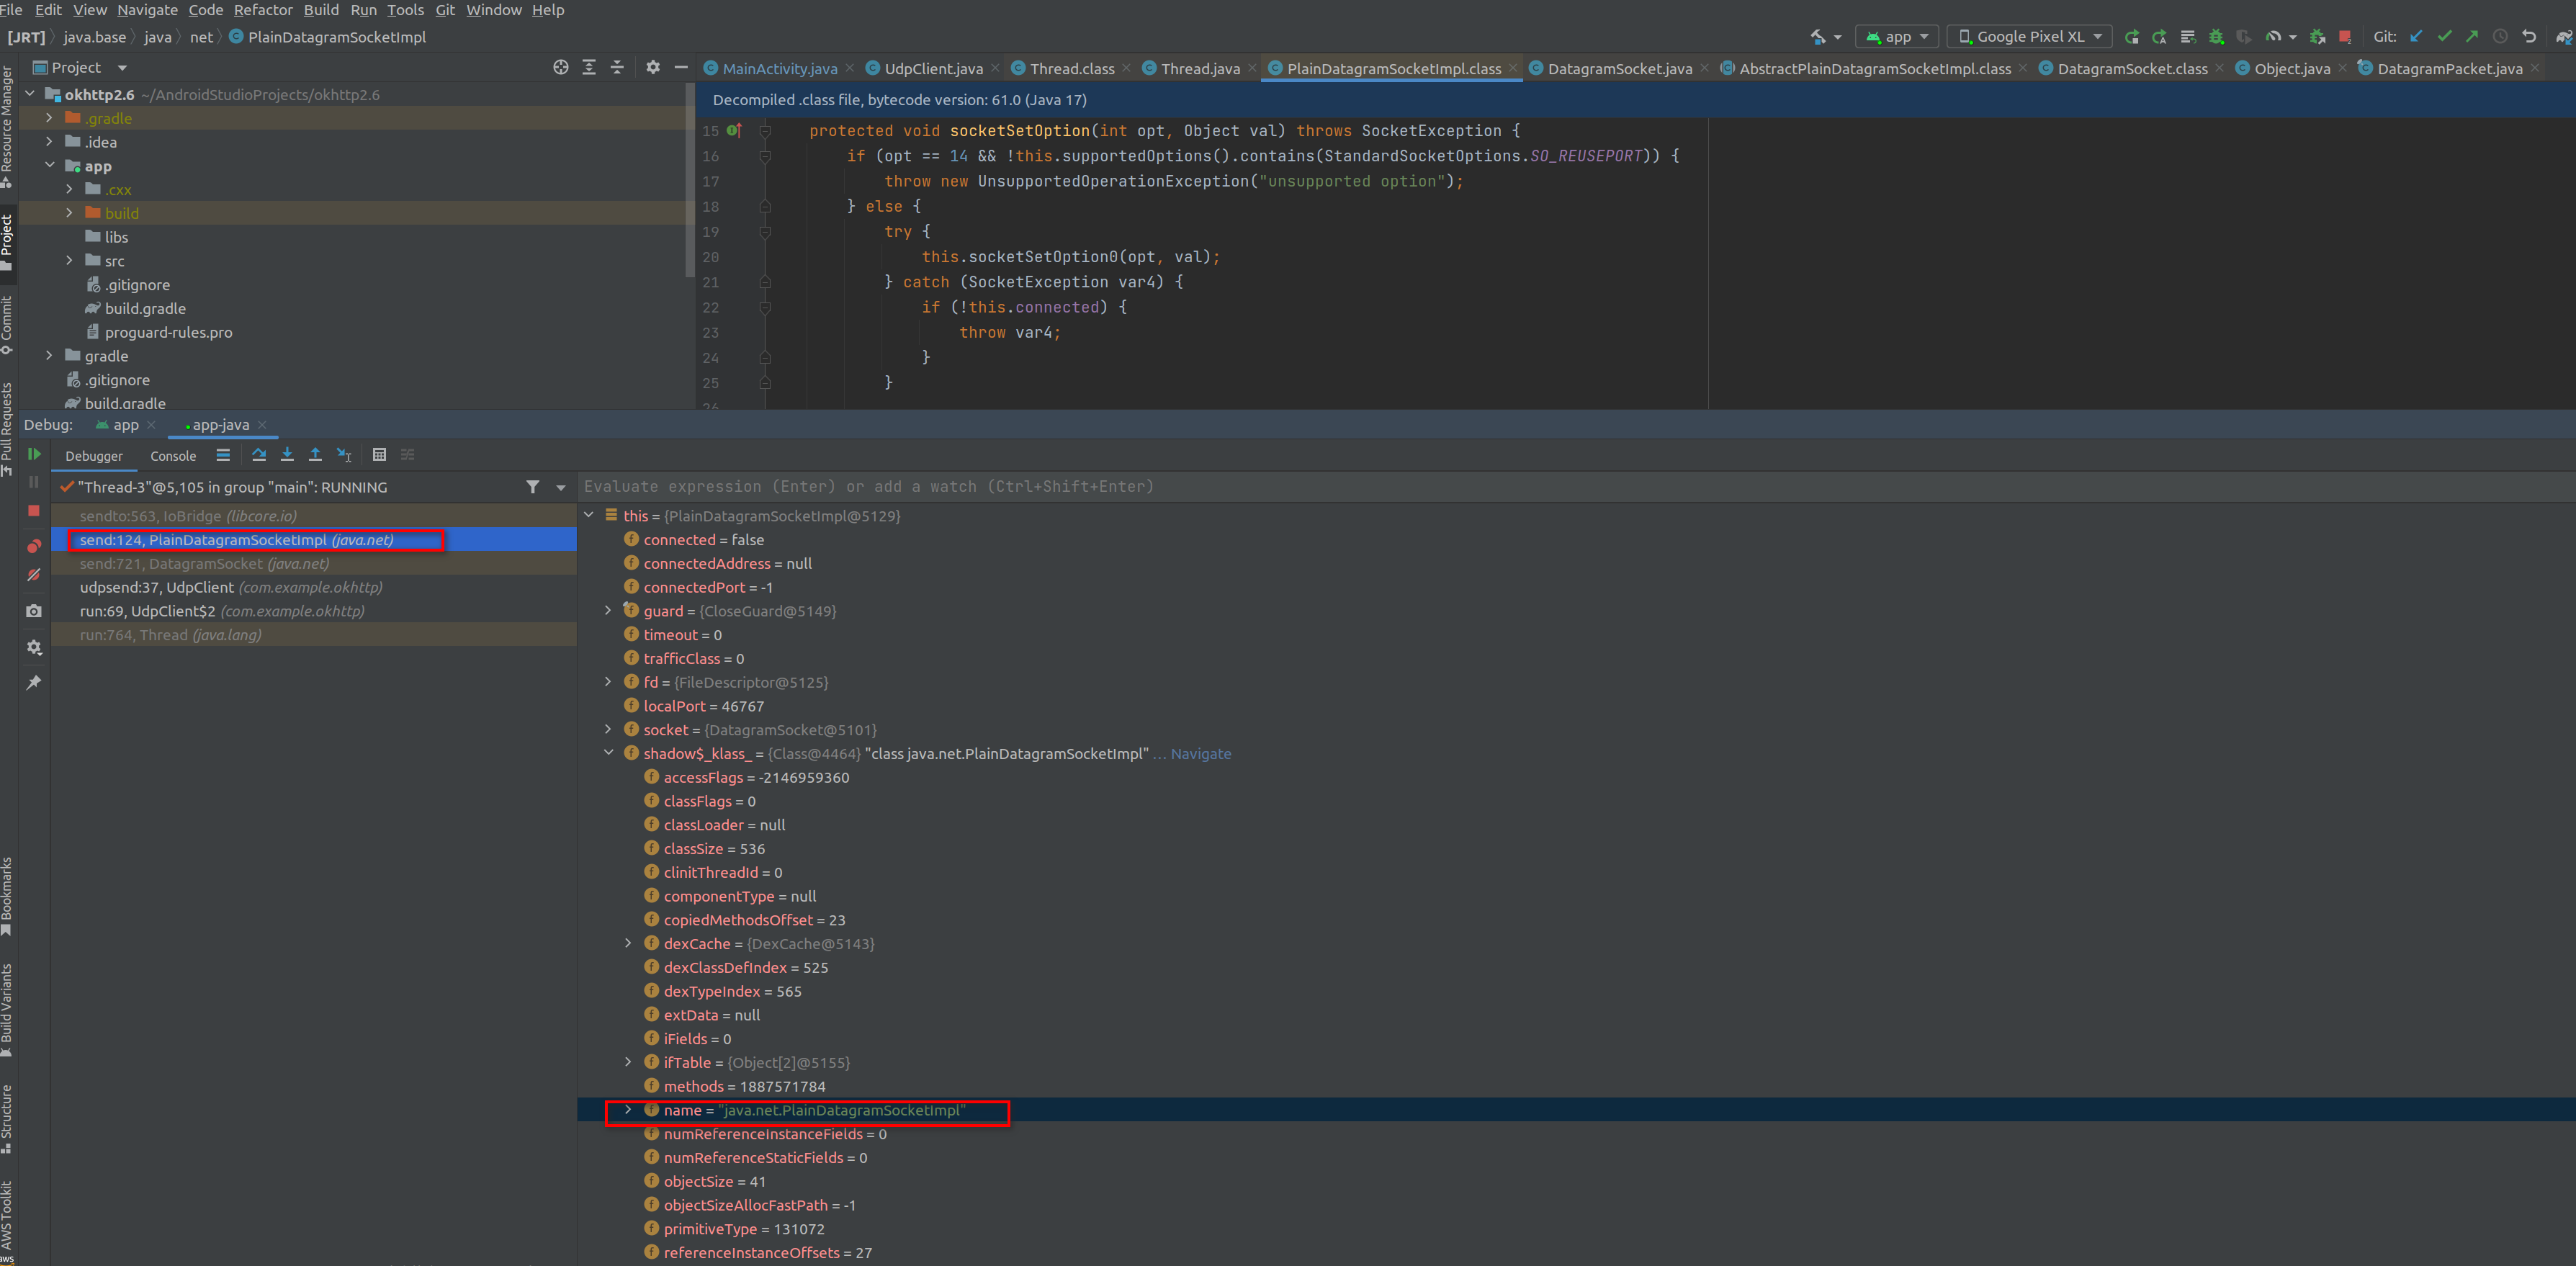 File Edit View Navigate Code Refactor Build Run Tools Git Window Help
[JRT] java.base java net PlainDatagramSocketImpl
app Google Pixel XL Git:
Project
MainActivity.java UdpClient.java Thread.class Thread.java PlainDatagramSocketImpl.class DatagramSocket.java AbstractPlainDatagramSocketImpl.class DatagramSocket.class Object.java DatagramPacket.java
okhttp2.6 ~/AndroidStudioProjects/okhttp2.6
.gradle
.idea
app
.cxx
build
libs
src
.gitignore
build.gradle
proguard-rules.pro
gradle
.gitignore
build.gradle
Decompiled .class file, bytecode version: 61.0 (Java 17)
15 protected void socketSetOption(int opt, Object val) throws SocketException {
16 if (opt == 14 && !this.supportedOptions().contains(StandardSocketOptions.SO_REUSEPORT)) {
17 throw new UnsupportedOperationException("unsupported option");
18 } else {
19 try {
20 this.socketSetOption0(opt, val);
21 } catch (SocketException var4) {
22 if (!this.connected) {
23 throw var4;
24 }
25 }
26
Debug: app app-java
Debugger Console
"Thread-3"@5,105 in group "main": RUNNING
sendto:563, IoBridge (libcore.io)
send:124, PlainDatagramSocketImpl (java.net)
send:721, DatagramSocket (java.net)
udpsend:37, UdpClient (com.example.okhttp)
run:69, UdpClient$2 (com.example.okhttp)
run:764, Thread (java.lang)
Evaluate expression (Enter) or add a watch (Ctrl+Shift+Enter)
this = {PlainDatagramSocketImpl@5129}
connected = false
connectedAddress = null
connectedPort = -1
guard = {CloseGuard@5149}
timeout = 0
trafficClass = 0
fd = {FileDescriptor@5125}
localPort = 46767
socket = {DatagramSocket@5101}
shadow$_klass_ = {Class@4464} "class java.net.PlainDatagramSocketImpl" ... Navigate
accessFlags = -2146959360
classFlags = 0
classLoader = null
classSize = 536
clinitThreadId = 0
componentType = null
copiedMethodsOffset = 23
dexCache = {DexCache@5143}
dexClassDefIndex = 525
dexTypeIndex = 565
extData = null
iFields = 0
ifTable = {Object[2]@5155}
methods = 1887571784
name = "java.net.PlainDatagramSocketImpl"
numReferenceInstanceFields = 0
numReferenceStaticFields = 0
objectSize = 41
objectSizeAllocFastPath = -1
primitiveType = 131072
referenceInstanceOffsets = 27
Resource Manager
Project
Commit
Pull Requests
Bookmarks
Build Variants
Structure
AWS Toolkit
aws